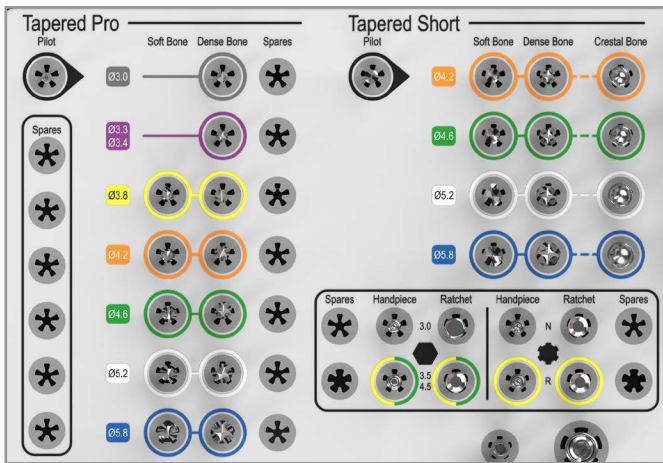 Tapered Pro
Pilot
Soft Bone
Dense Bone
Spares
Ø3.0
Ø3.3
Ø3.4
Ø3.8
Ø4.2
Ø4.6
Ø5.2
Ø5.8
Spares
Tapered Short
Pilot
Soft Bone
Dense Bone
Crestal Bone
Ø4.2
Ø4.6
Ø5.2
Ø5.8
Spares
Handpiece
Ratchet
Handpiece
Ratchet
Spares
3.0
N
3.5
4.5
R